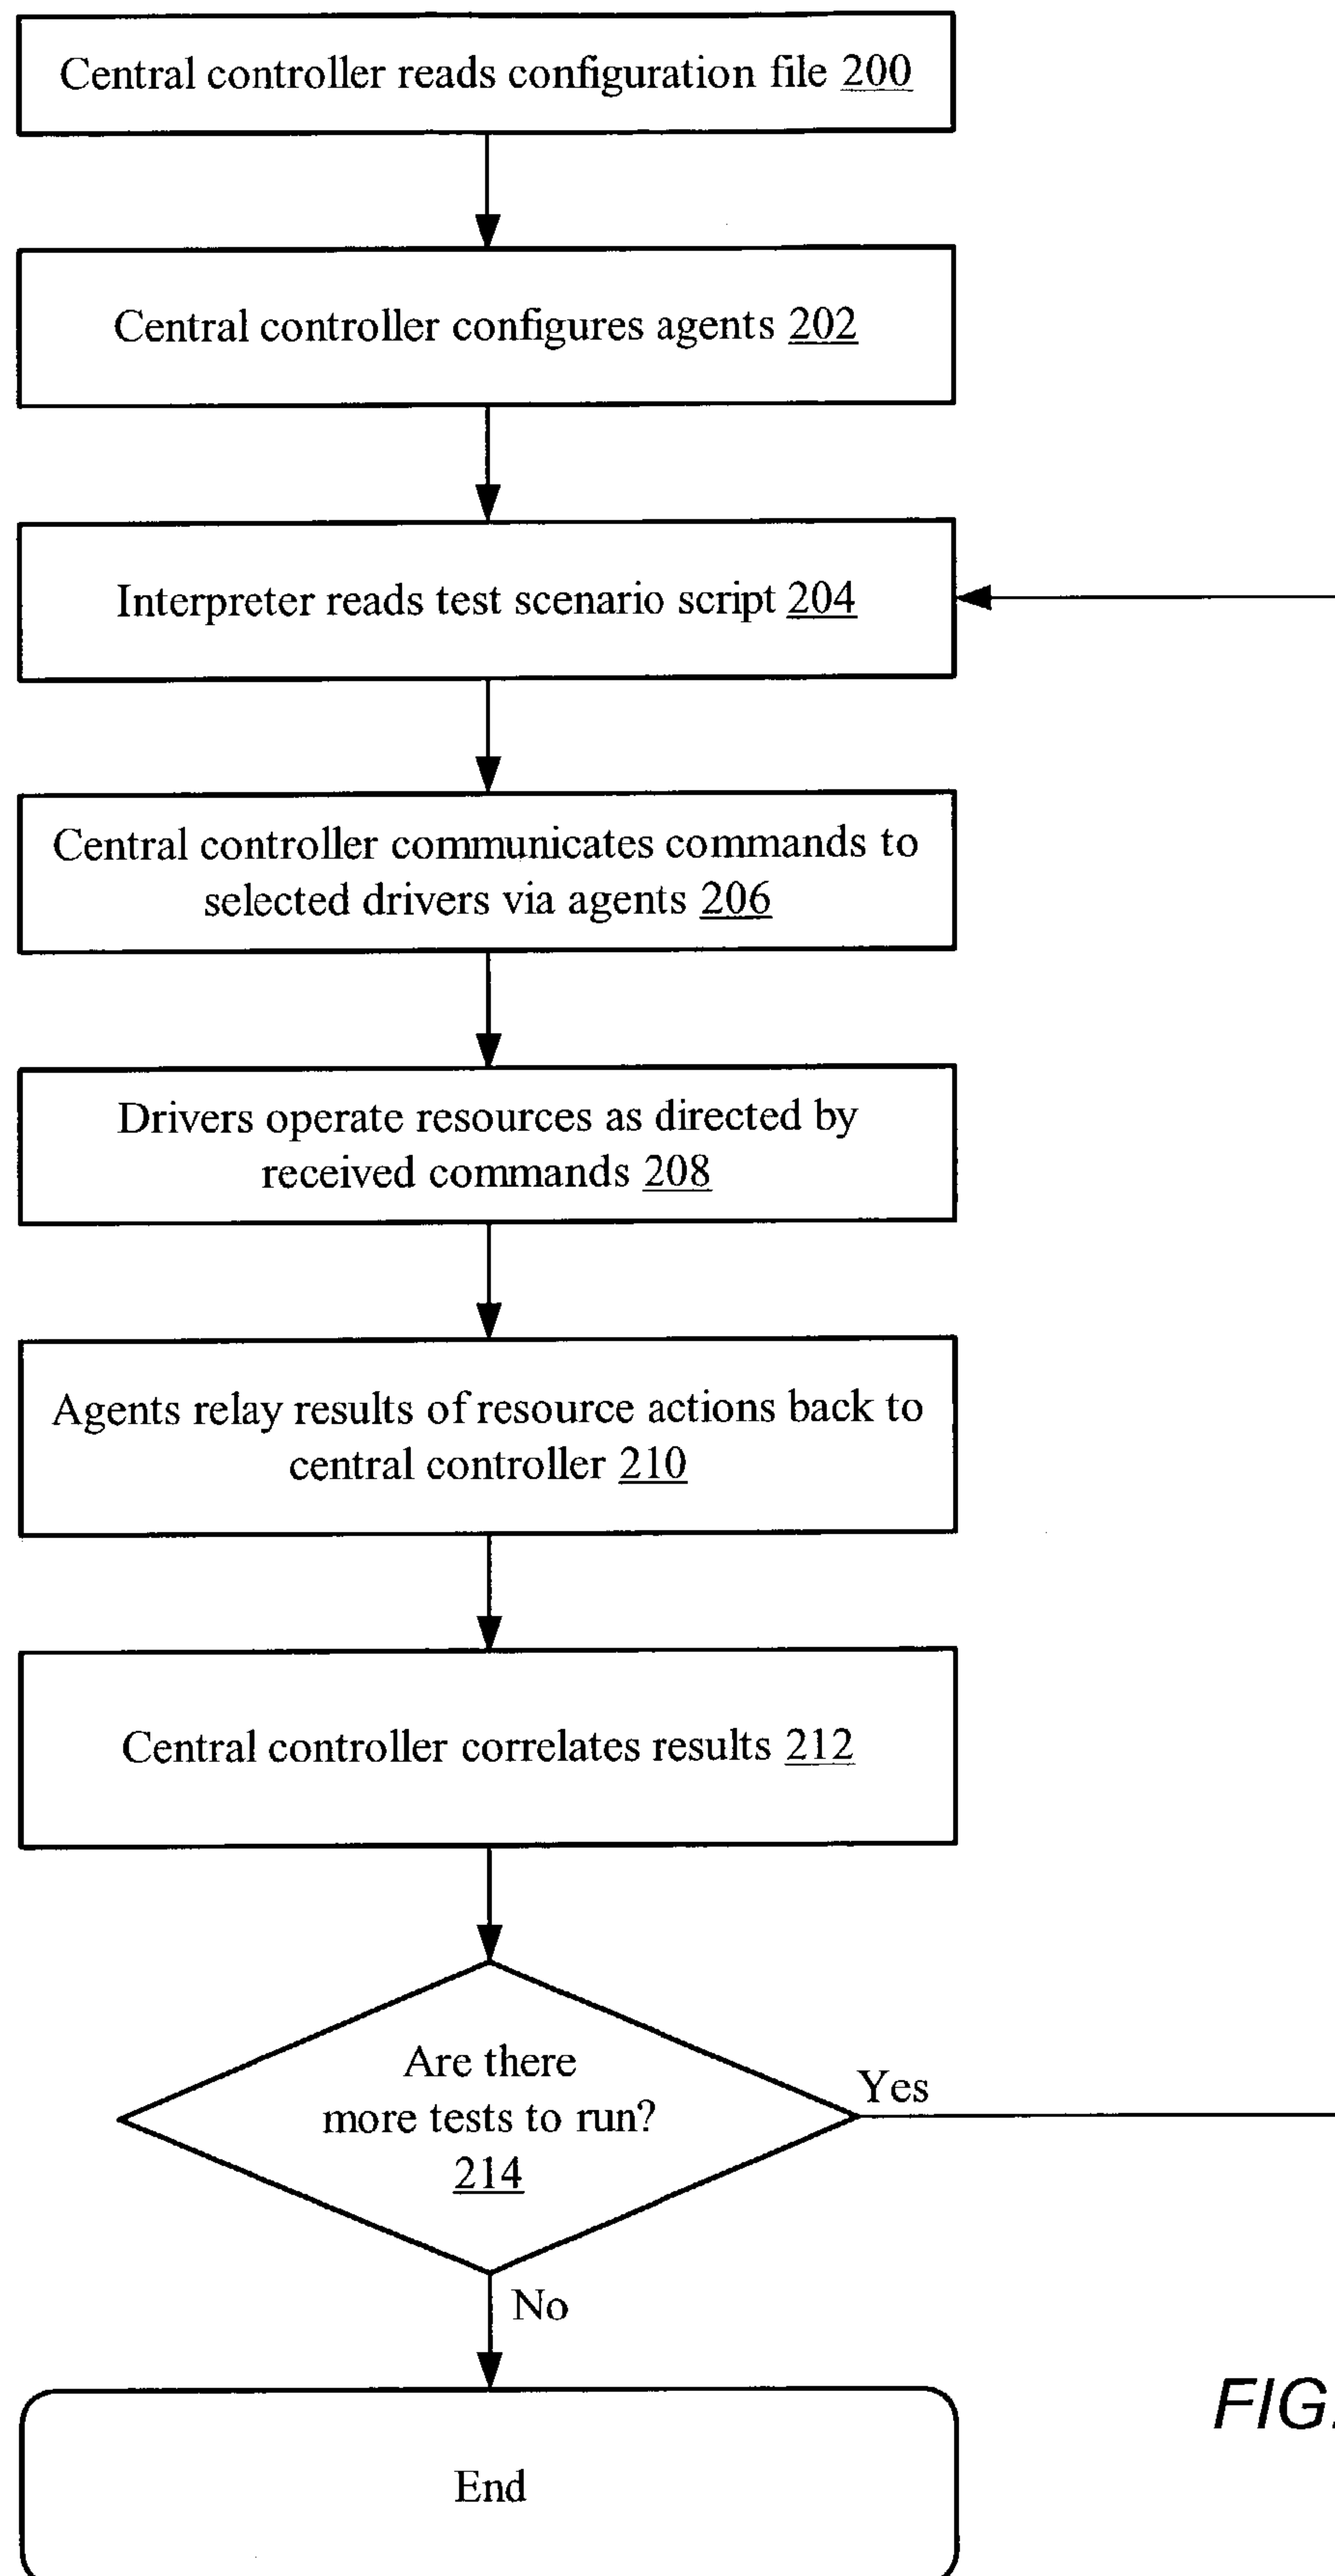 Central controller reads configuration file 200
Central controller configures agents 202
Interpreter reads test scenario script 204
Central controller communicates commands to
selected drivers via agents 206
Drivers operate resources as directed by
received commands 208
Agents relay results of resource actions back to
central controller 210
Central controller correlates results 212
Are there
more tests to run?
214
Yes
No
End
FIG.